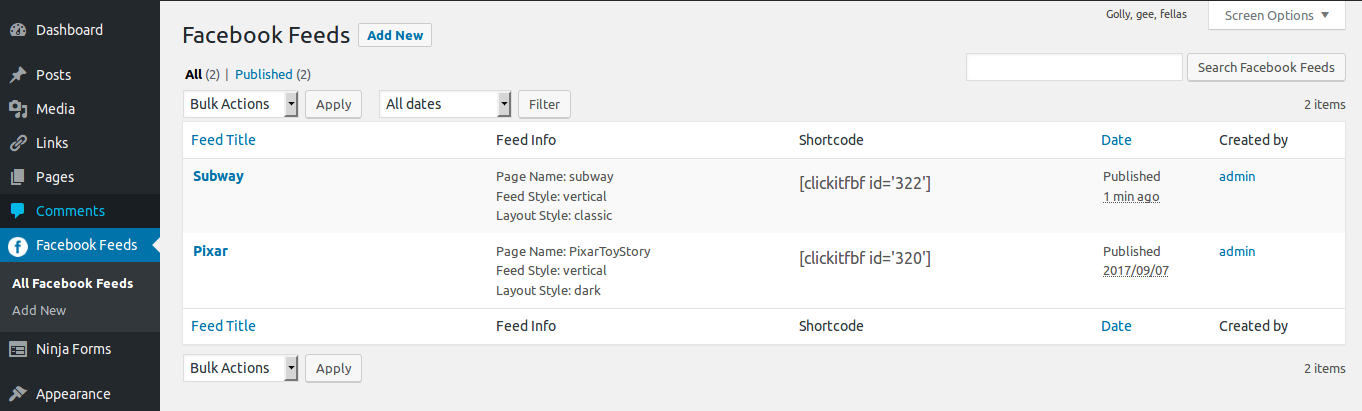 Golly, gee, fellas
Screen Options
Dashboard
Posts
Media
Links
Pages
Comments
Facebook Feeds
All Facebook Feeds
Add New
Ninja Forms
Appearance
Facebook Feeds Add New
All (2) | Published (2)
Search Facebook Feeds
Bulk Actions Apply All dates Filter 2 items
Feed Title Feed Info Shortcode Date Created by
Subway Page Name: subway [clickitfbf id='322'] Published admin
Feed Style: vertical 1 min ago
Layout Style: classic
Pixar Page Name: PixarToyStory [clickitfbf id='320'] Published admin
Feed Style: vertical 2017/09/07
Layout Style: dark
Feed Title Feed Info Shortcode Date Created by
Bulk Actions Apply 2 items